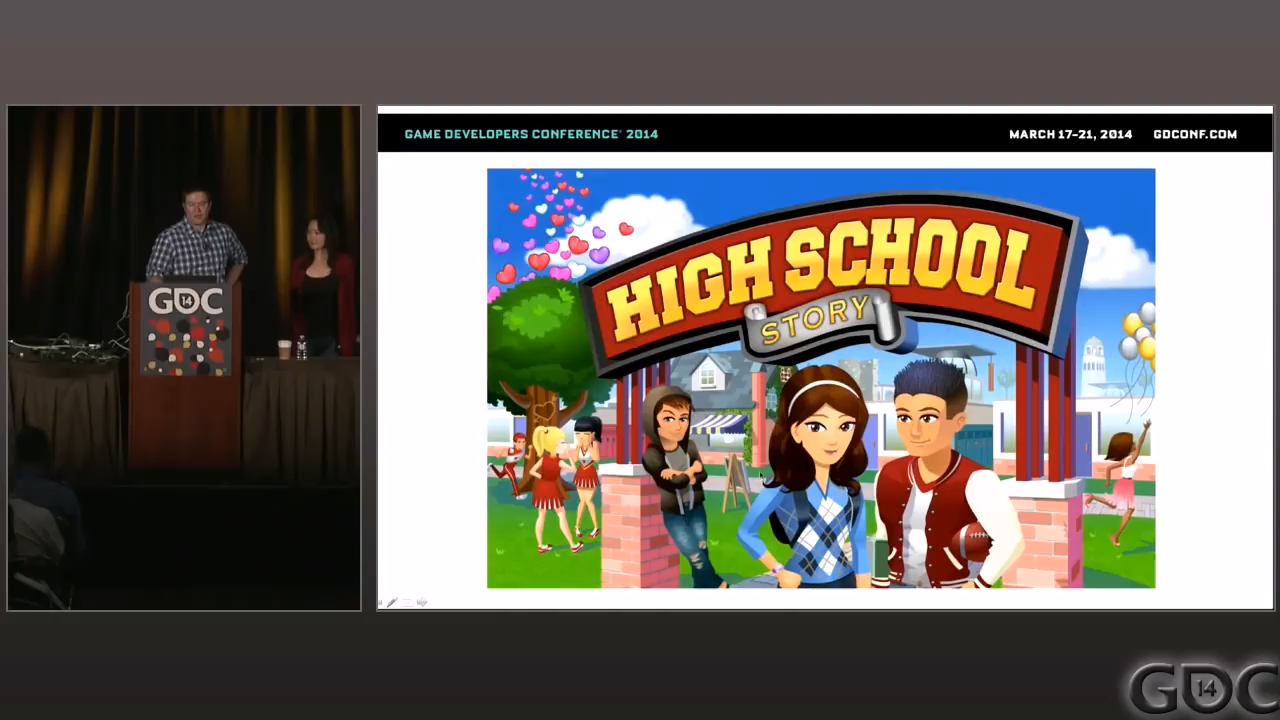 GAME DEVELOPERS CONFERENCE® 2014
MARCH 17-21, 2014 GDCONF.COM
HIGH SCHOOL
STORY
GDC
14
GDC
14